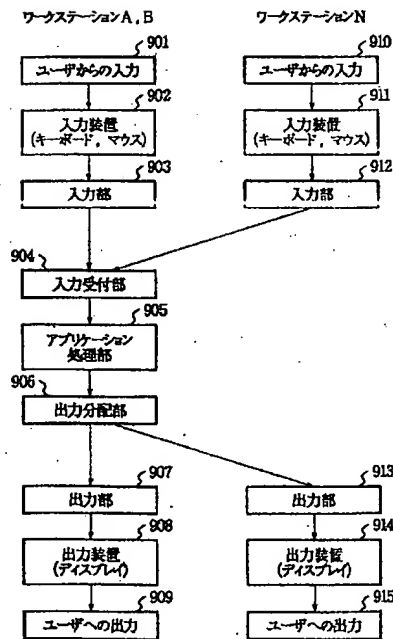 ワークステーションA,B
ワークステーションN
901
910
ユーザからの入力
ユーザからの入力
902
911
入力装置
(キーボード,マウス)
入力装置
(キーボード,マウス)
903
912
入力部
入力部
904
入力受付部
905
アプリケーション
処理部
906
出力分配部
907
913
出力部
出力部
908
914
出力装置
(ディスプレイ)
出力装置
(ディスプレイ)
909
915
ユーザへの出力
ユーザへの出力